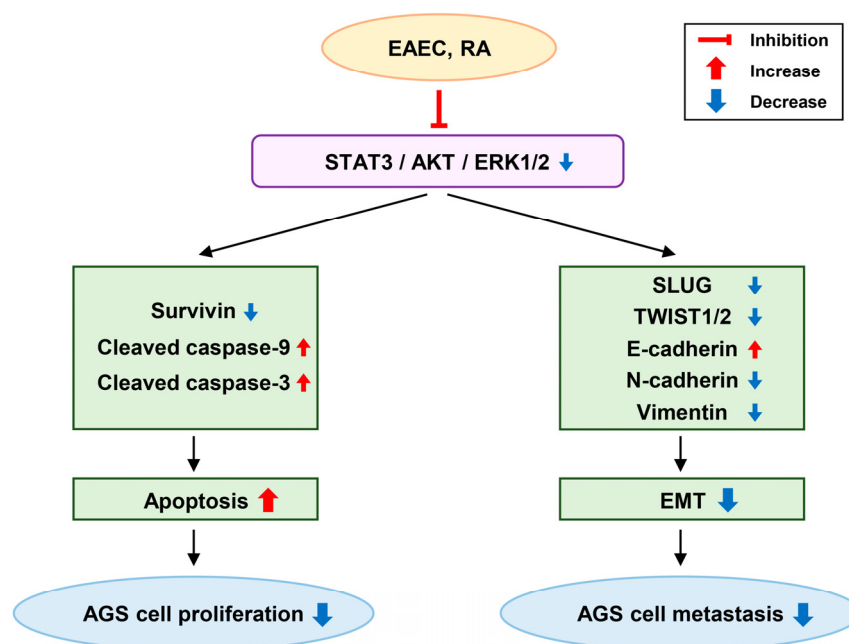 EAEC, RA
Inhibition
Increase
Decrease
STAT3 / AKT / ERK1/2
Survivin
Cleaved caspase-9
Cleaved caspase-3
SLUG
TWIST1/2
E-cadherin
N-cadherin
Vimentin
Apoptosis
EMT
AGS cell proliferation
AGS cell metastasis